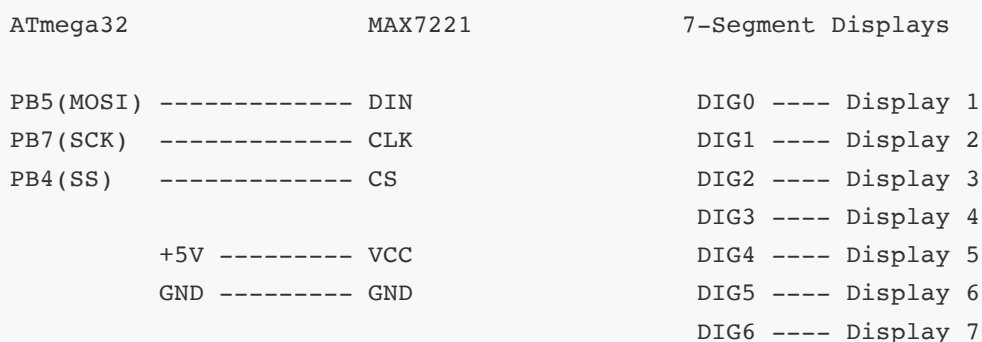 ATmega32                    MAX7221                    7-Segment Displays
PB5(MOSI) ------------- DIN                    DIG0 ---- Display 1
PB7(SCK)  ------------- CLK                    DIG1 ---- Display 2
PB4(SS)   ------------- CS                     DIG2 ---- Display 3
DIG3 ---- Display 4
+5V --------- VCC                    DIG4 ---- Display 5
GND --------- GND                    DIG5 ---- Display 6
DIG6 ---- Display 7